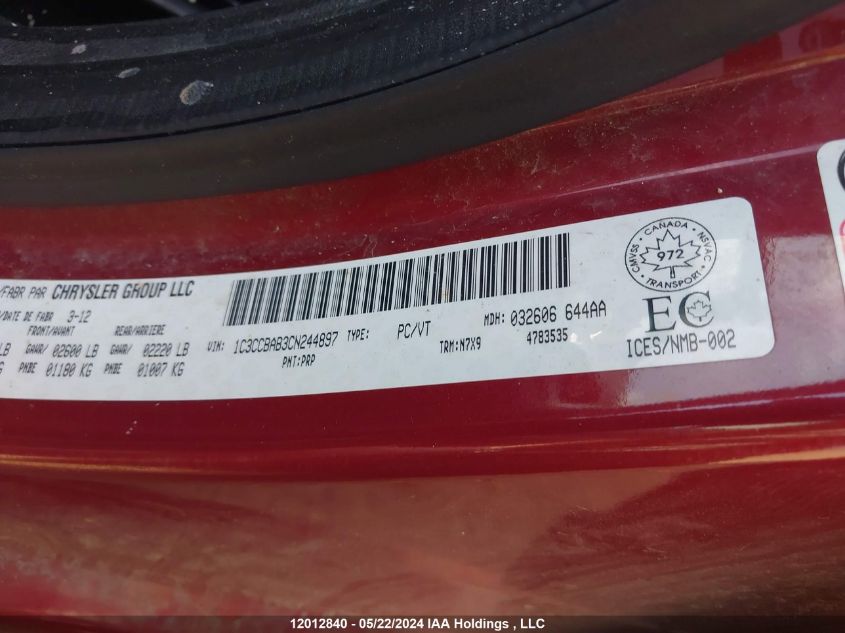 /FABR PAR CHRYSLER GROUP LLC
/DATE DE FABR 3-12
FRONT/AVANT REAR/ARRIERE
LB GAWR/ 02600 LB GAWR/ 02220 LB
G PNBE 01180 KG PNBE 01007 KG
VIN: 1C3CCBAB3CN244897 TYPE: PC/VT MDH: 032606 644AA
PNT:PRP TRM:N7X9 4783535
CMVSS • CANADA • NSVAC
972
TRANSPORT
EC
ICES/NMB-002
12012840 - 05/22/2024 IAA Holdings , LLC